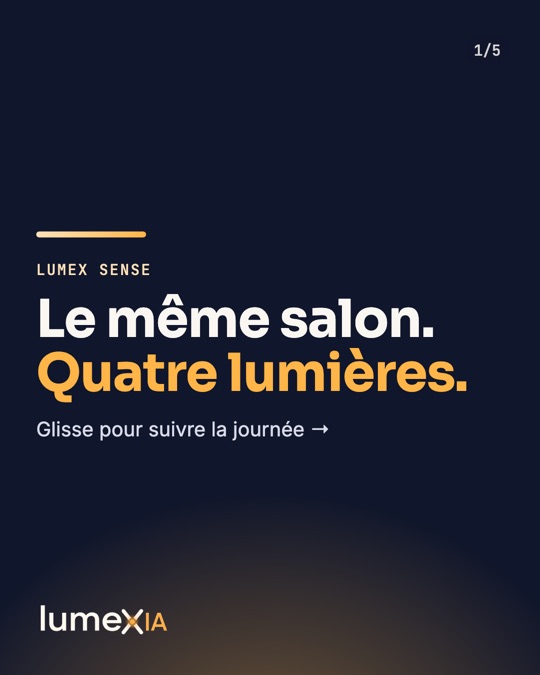 1/5
LUMEX SENSE
Le même salon.
Quatre lumières.
Glisse pour suivre la journée →
lumexIA